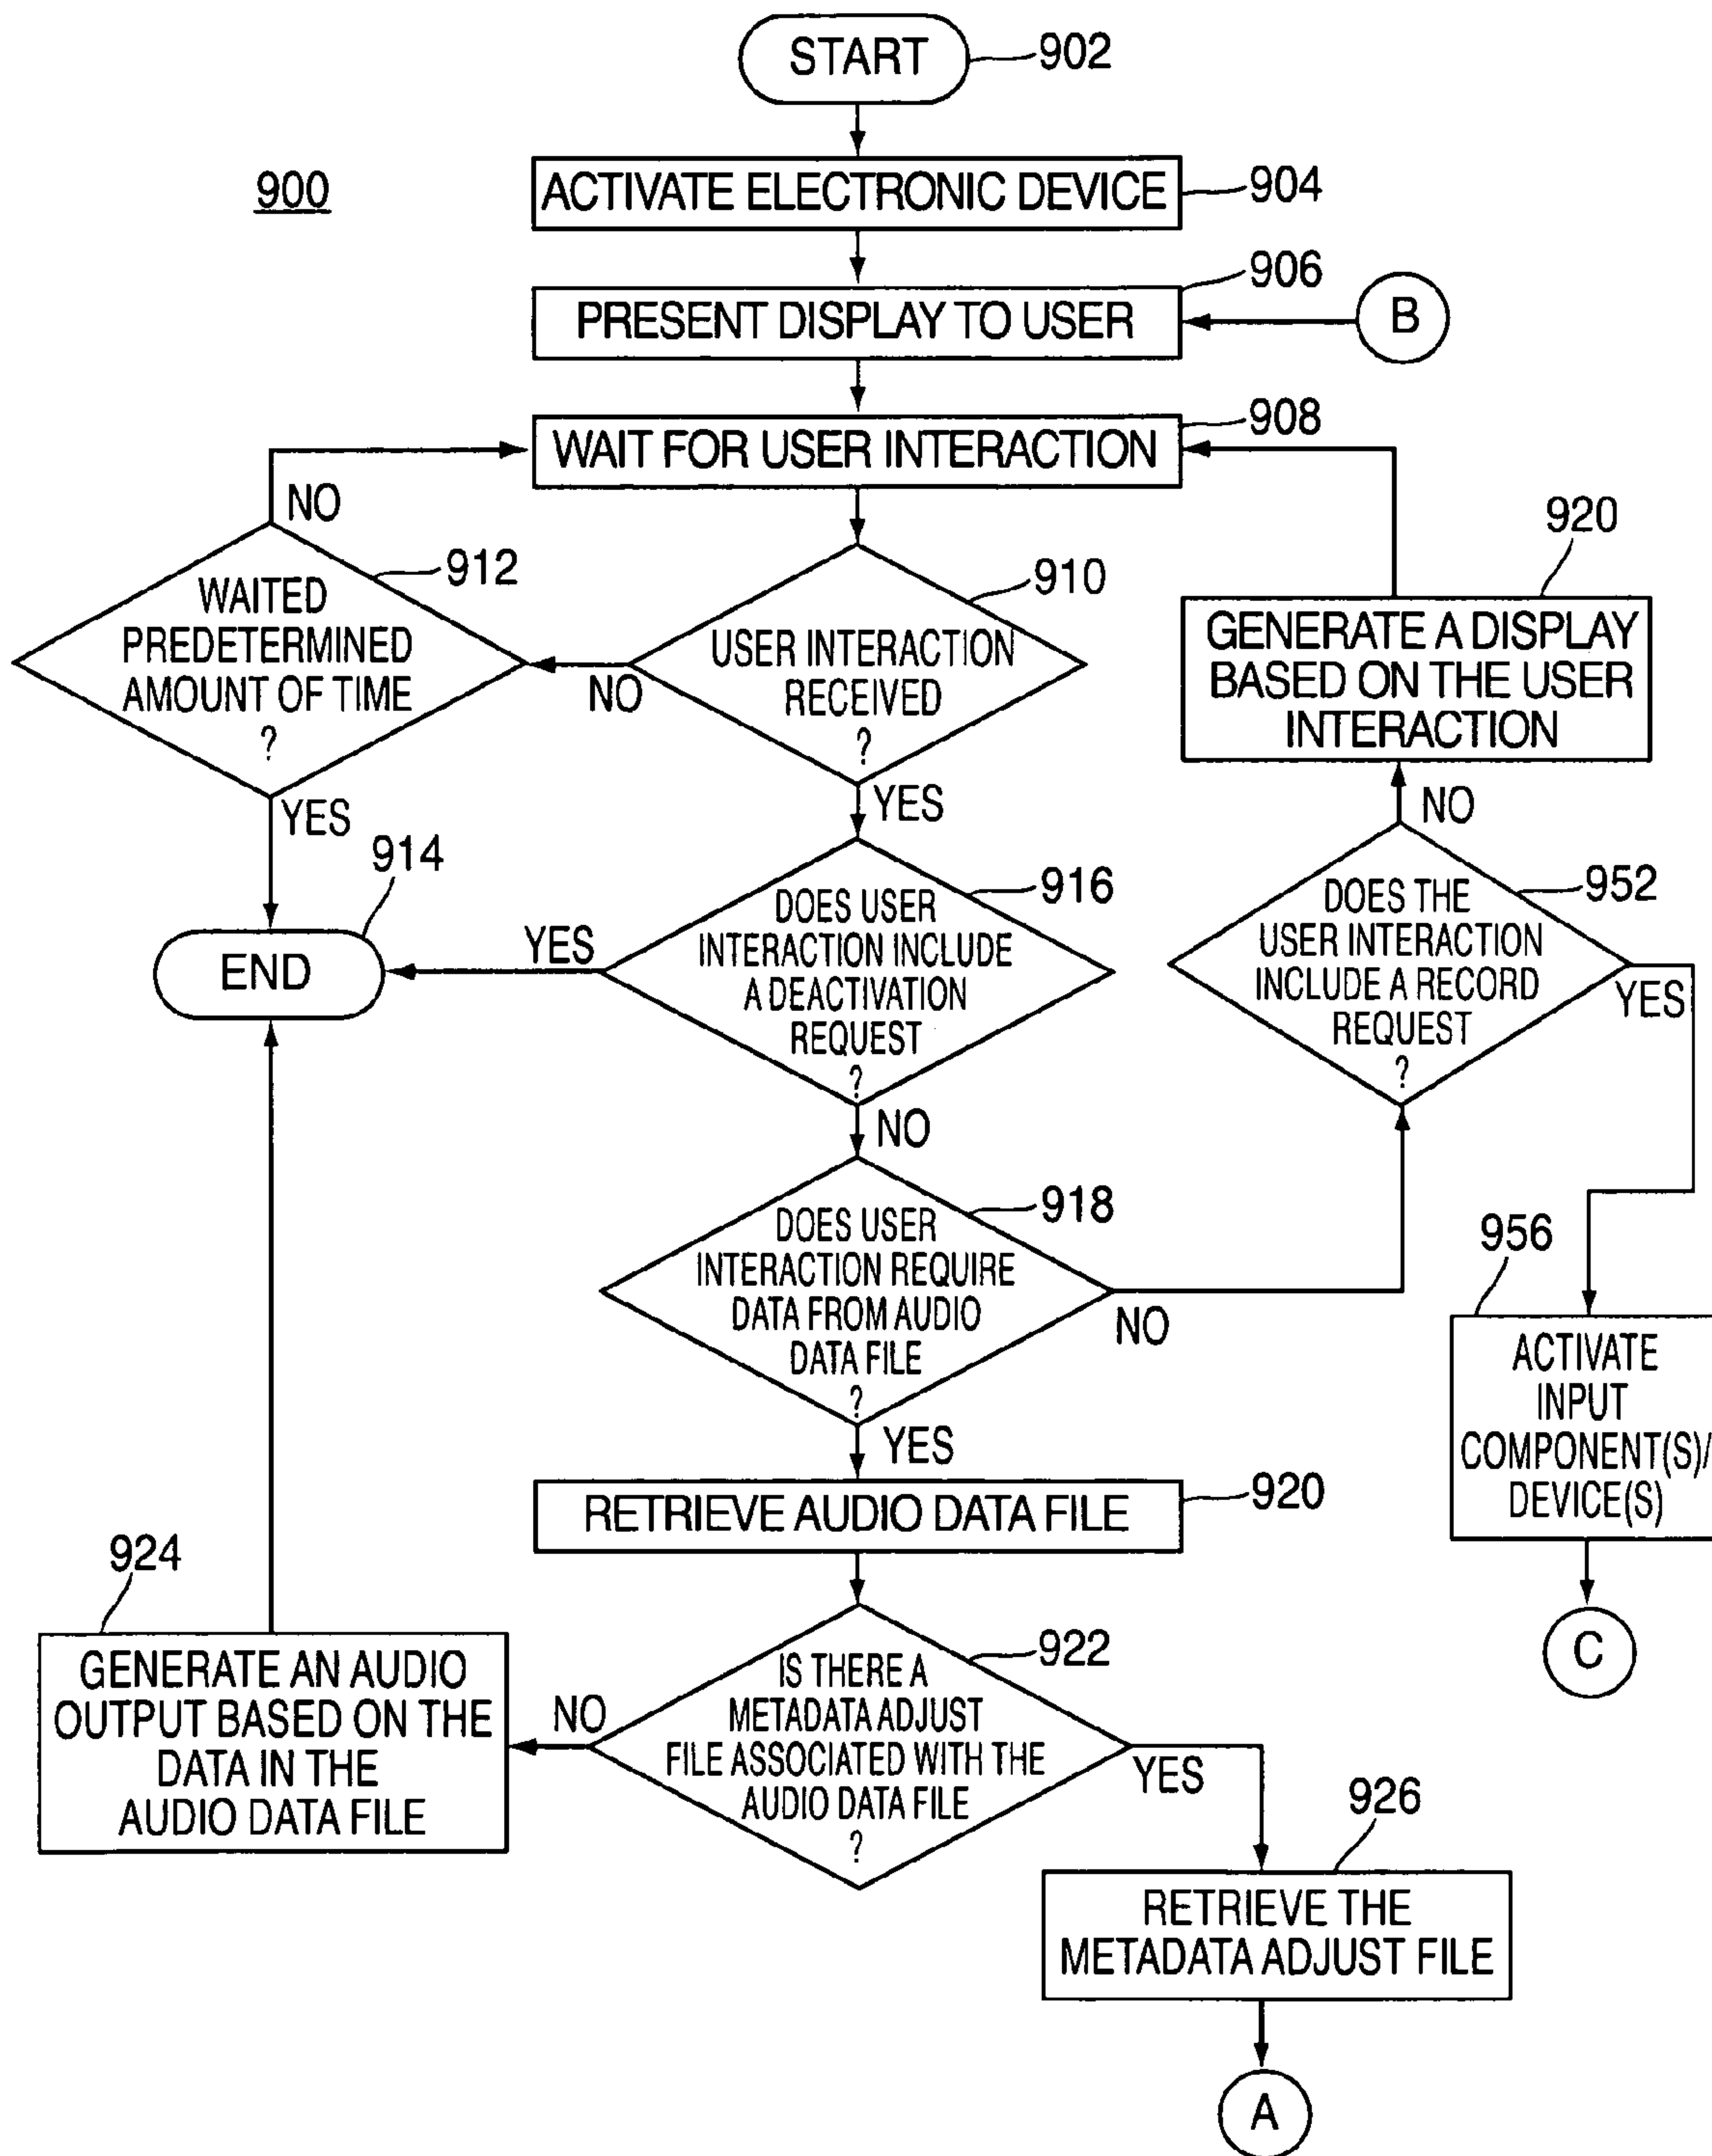 START
902
900
ACTIVATE ELECTRONIC DEVICE
904
906
PRESENT DISPLAY TO USER
B
908
WAIT FOR USER INTERACTION
NO
912
WAITED
PREDETERMINED
AMOUNT OF TIME
?
910
USER INTERACTION
RECEIVED
?
NO
920
GENERATE A DISPLAY
BASED ON THE USER
INTERACTION
YES
YES
NO
914
END
916
DOES USER
INTERACTION INCLUDE
A DEACTIVATION
REQUEST
?
YES
952
DOES THE
USER INTERACTION
INCLUDE A RECORD
REQUEST
?
YES
NO
918
DOES USER
INTERACTION REQUIRE
DATA FROM AUDIO
DATA FILE
?
NO
956
ACTIVATE
INPUT
COMPONENT(S)/
DEVICE(S)
YES
RETRIEVE AUDIO DATA FILE
920
924
GENERATE AN AUDIO
OUTPUT BASED ON THE
DATA IN THE
AUDIO DATA FILE
NO
922
IS THERE A
METADATA ADJUST
FILE ASSOCIATED WITH THE
AUDIO DATA FILE
?
YES
C
926
RETRIEVE THE
METADATA ADJUST FILE
A